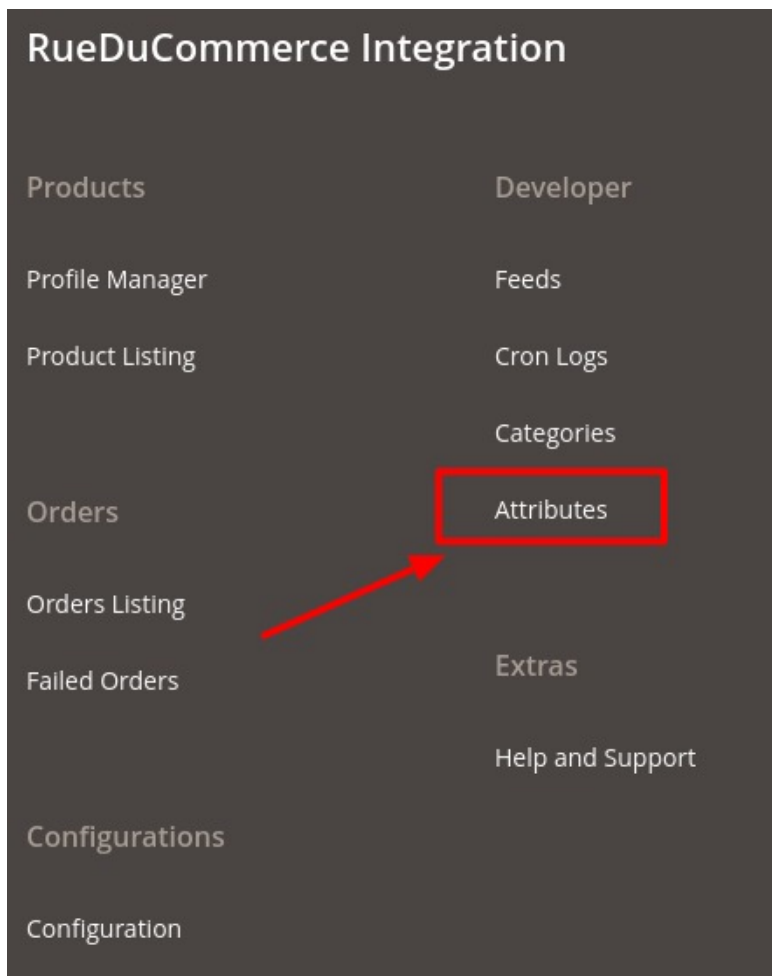 RueDuCommerce Integration
Products
Profile Manager
Product Listing
Orders
Orders Listing
Failed Orders
Configurations
Configuration
Developer
Feeds
Cron Logs
Categories
Attributes
Extras
Help and Support